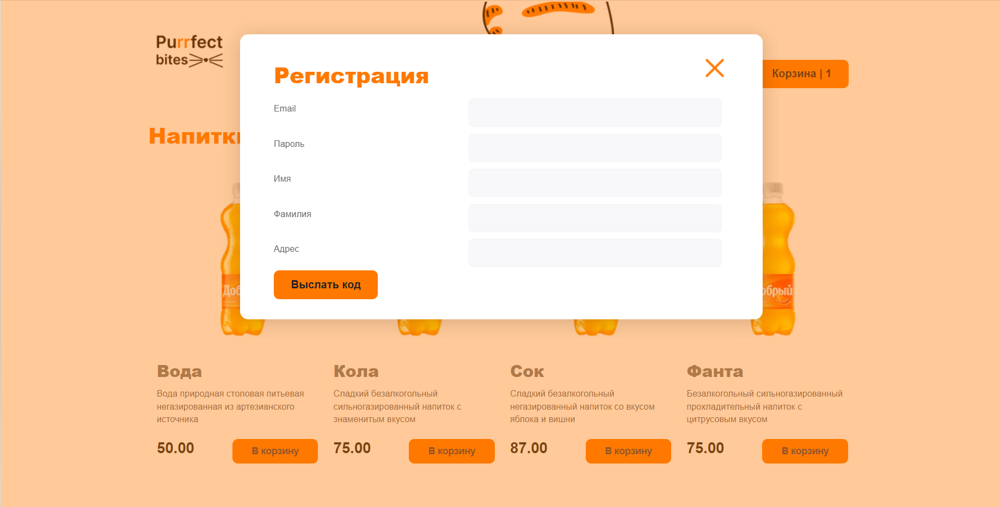 Purrfect
bites
Корзина | 1
Регистрация
Email
Пароль
Имя
Фамилия
Адрес
Выслать код
Напитки
Доб
обрый
Вода
Вода природная столовая питьевая
негазированная из артезианского
источника
50.00
В корзину
Кола
Сладкий безалкогольный
сильногазированный напиток с
знаменитым вкусом
75.00
В корзину
Сок
Сладкий безалкогольный
негазированный напиток со вкусом
яблока и вишни
87.00
В корзину
Фанта
Безалкогольный сильногазированный
прохладительный напиток с
цитрусовым вкусом
75.00
В корзину